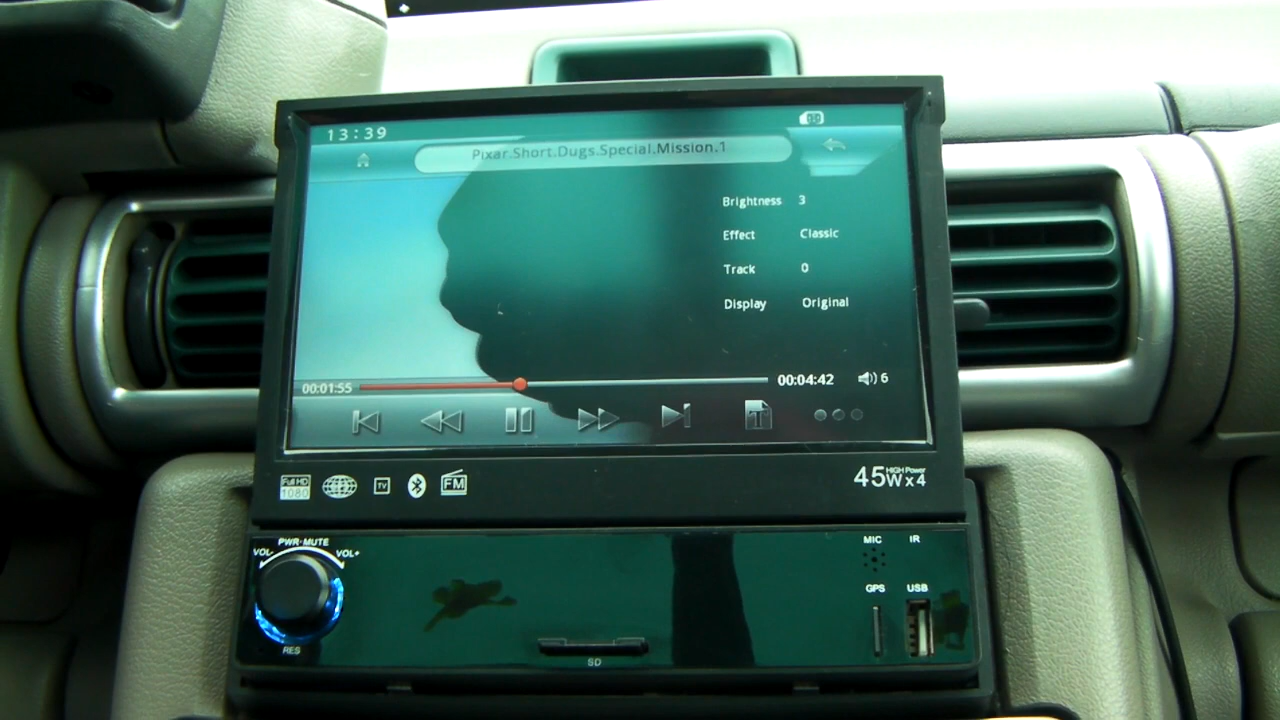 13:39
Pixar.Short.Dugs.Special.Mission.1
Brightness 3
Effect Classic
Track 0
Display Original
00:01:55 00:04:42 6
T
Full HD
1080
TV
FM
45W x 4
HIGH Power
PWR·MUTE
VOL- VOL+
RES
SD
MIC IR
GPS USB